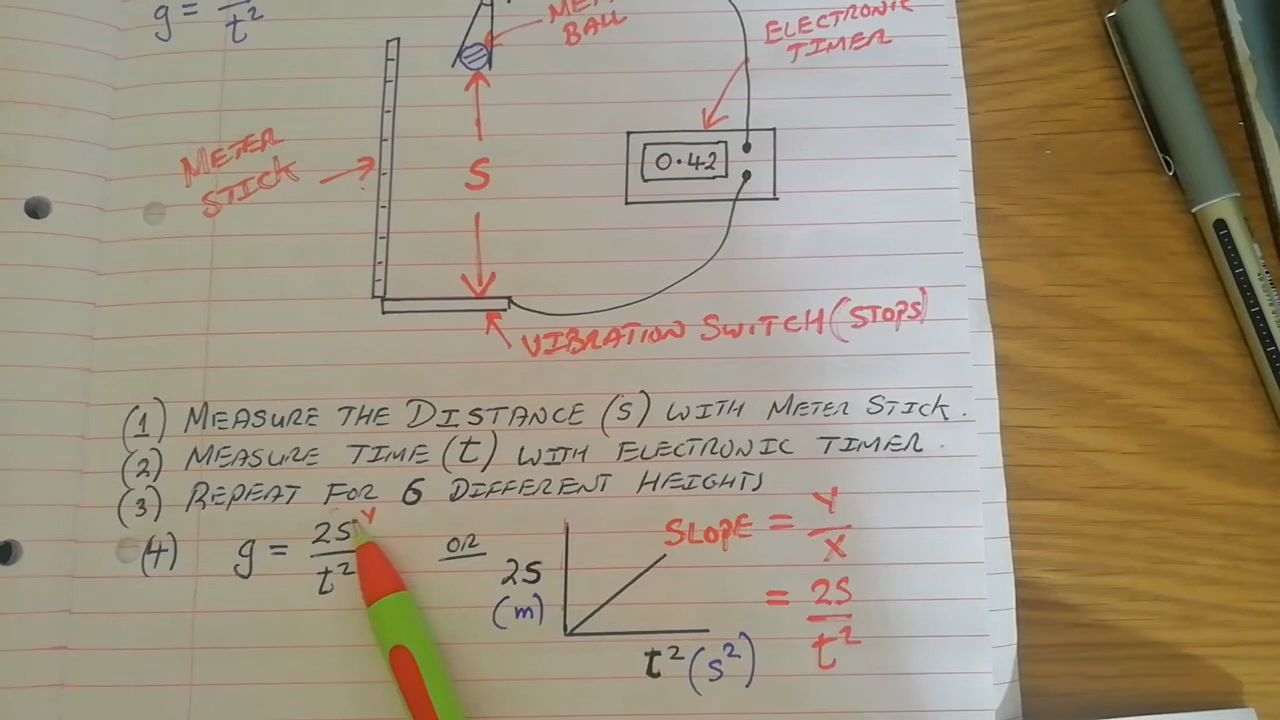 g =
t²
BALL
ELECTRONIC
TIMER
METER
STICK
S
0.42
VIBRATION SWITCH (STOPS)
(1) MEASURE THE DISTANCE (S) WITH METER STICK.
(2) MEASURE TIME (t) WITH ELECTRONIC TIMER.
(3) REPEAT FOR 6 DIFFERENT HEIGHTS
(4) g = 2S / t² Y
OR
2S
(m)
t² (s²)
SLOPE = Y / X
= 2S / t²